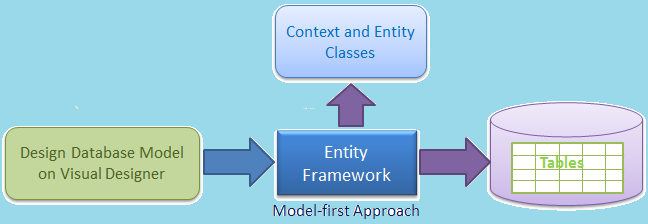 Context and Entity
Classes
Design Database Model
on Visual Designer
Entity
Framework
Tables
Model-first Approach